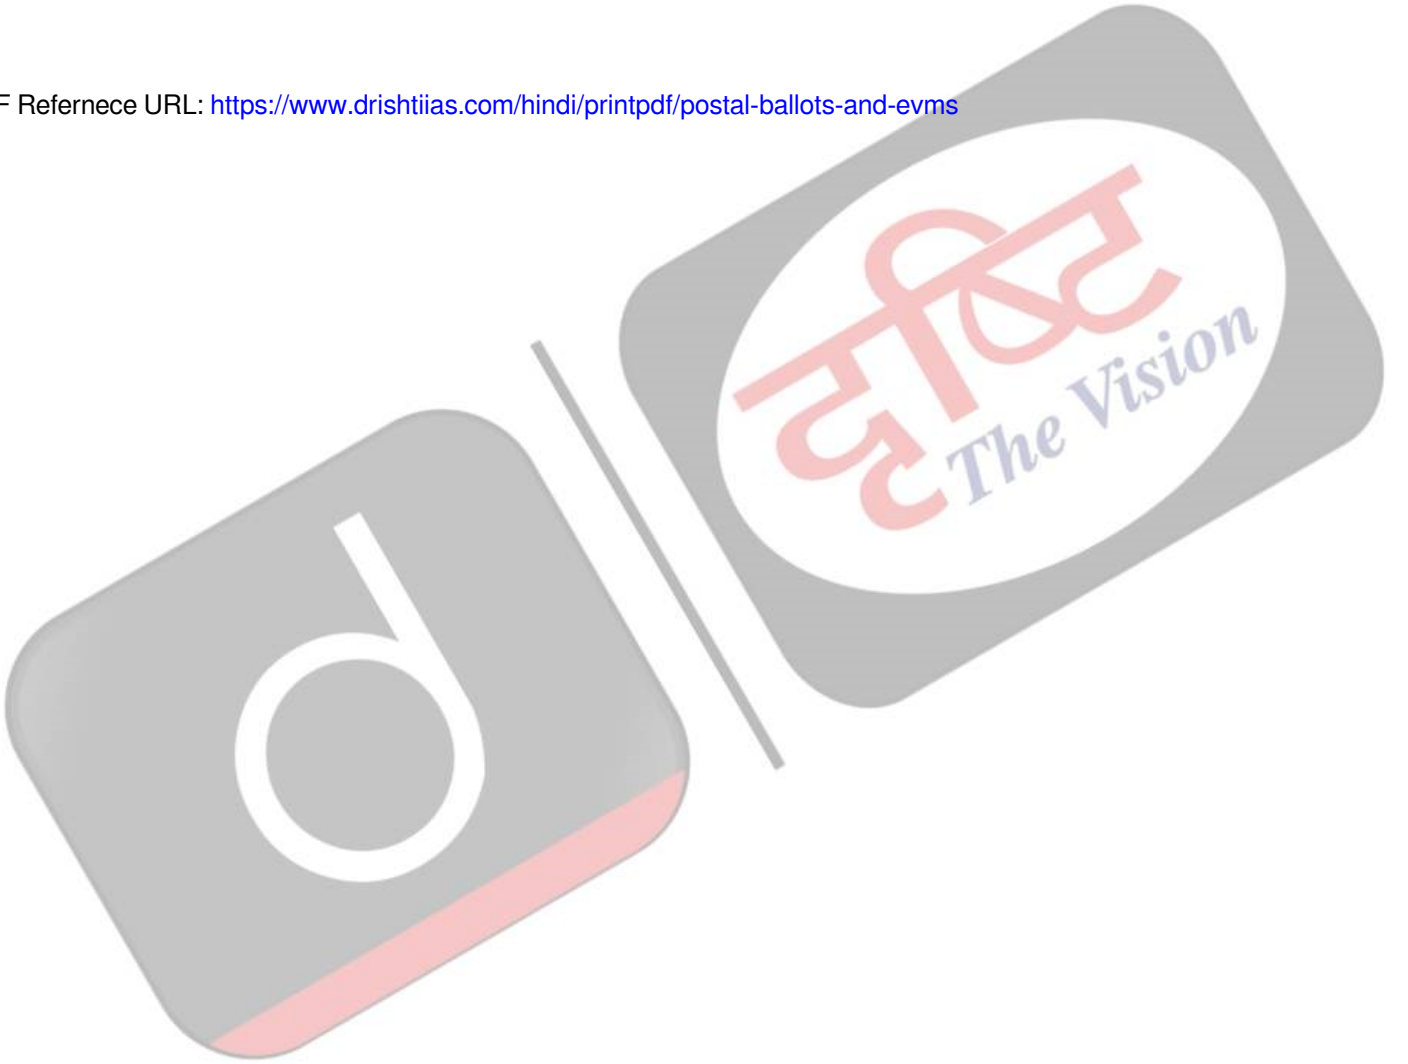 F Refernece URL: https://www.drishtiias.com/hindi/printpdf/postal-ballots-and-evms
दृष्टि
The Vision
d